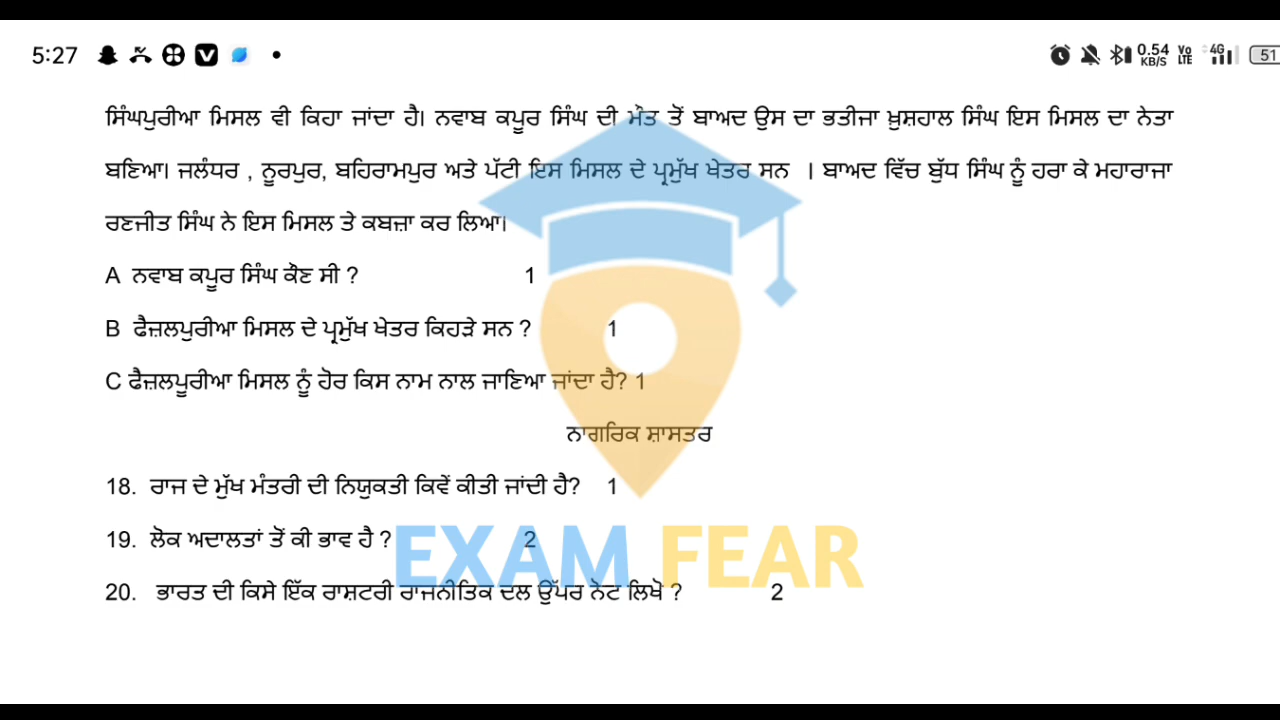 5:27 0.54 KB/S Vo LTE 4G 51
ਸਿੰਘਪੁਰੀਆ ਮਿਸਲ ਵੀ ਕਿਹਾ ਜਾਂਦਾ ਹੈ। ਨਵਾਬ ਕਪੂਰ ਸਿੰਘ ਦੀ ਮੌਤ ਤੋਂ ਬਾਅਦ ਉਸ ਦਾ ਭਤੀਜਾ ਖ਼ੁਸ਼ਹਾਲ ਸਿੰਘ ਇਸ ਮਿਸਲ ਦਾ ਨੇਤਾ
ਬਣਿਆ। ਜਲੰਧਰ , ਨੂਰਪੁਰ, ਬਹਿਰਾਮਪੁਰ ਅਤੇ ਪੱਟੀ ਇਸ ਮਿਸਲ ਦੇ ਪ੍ਰਮੁੱਖ ਖੇਤਰ ਸਨ । ਬਾਅਦ ਵਿੱਚ ਬੁੱਧ ਸਿੰਘ ਨੂੰ ਹਰਾ ਕੇ ਮਹਾਰਾਜਾ
ਰਣਜੀਤ ਸਿੰਘ ਨੇ ਇਸ ਮਿਸਲ ਤੇ ਕਬਜ਼ਾ ਕਰ ਲਿਆ।
A ਨਵਾਬ ਕਪੂਰ ਸਿੰਘ ਕੌਣ ਸੀ ? 1
B ਫੈਜ਼ਲਪੁਰੀਆ ਮਿਸਲ ਦੇ ਪ੍ਰਮੁੱਖ ਖੇਤਰ ਕਿਹੜੇ ਸਨ ? 1
C ਫੈਜ਼ਲਪੂਰੀਆ ਮਿਸਲ ਨੂੰ ਹੋਰ ਕਿਸ ਨਾਮ ਨਾਲ ਜਾਣਿਆ ਜਾਂਦਾ ਹੈ? 1
ਨਾਗਰਿਕ ਸ਼ਾਸਤਰ
18. ਰਾਜ ਦੇ ਮੁੱਖ ਮੰਤਰੀ ਦੀ ਨਿਯੁਕਤੀ ਕਿਵੇਂ ਕੀਤੀ ਜਾਂਦੀ ਹੈ? 1
19. ਲੋਕ ਅਦਾਲਤਾਂ ਤੋਂ ਕੀ ਭਾਵ ਹੈ ? 2
EXAM FEAR
20. ਭਾਰਤ ਦੀ ਕਿਸੇ ਇੱਕ ਰਾਸ਼ਟਰੀ ਰਾਜਨੀਤਿਕ ਦਲ ਉੱਪਰ ਨੋਟ ਲਿਖੋ ? 2